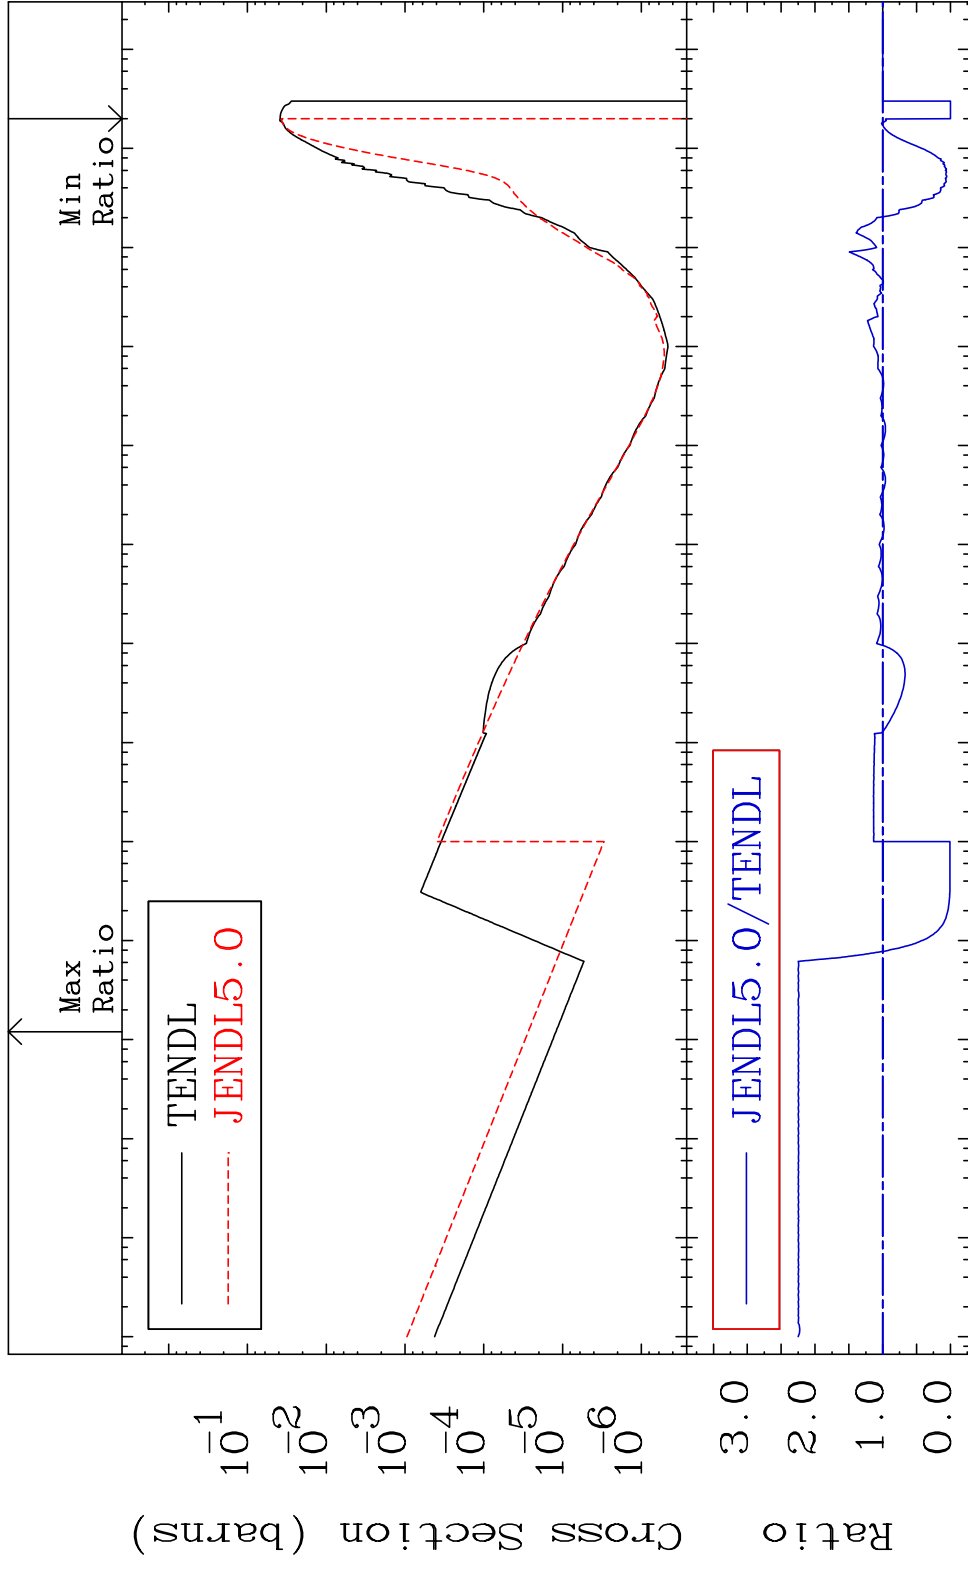 Max
Ratio
Min
Ratio
TENDL
JENDL5.0
10-1
10-2
10-3
10-4
10-5
10-6
Cross Section (barns)
JENDL5.0/TENDL
3.0
2.0
1.0
0.0
Ratio